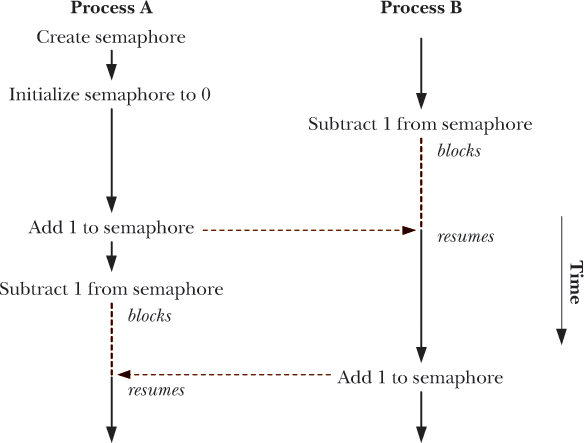 Process A
Process B
Create semaphore
Initialize semaphore to 0
Subtract 1 from semaphore
blocks
Add 1 to semaphore
resumes
Subtract 1 from semaphore
blocks
Time
Add 1 to semaphore
resumes